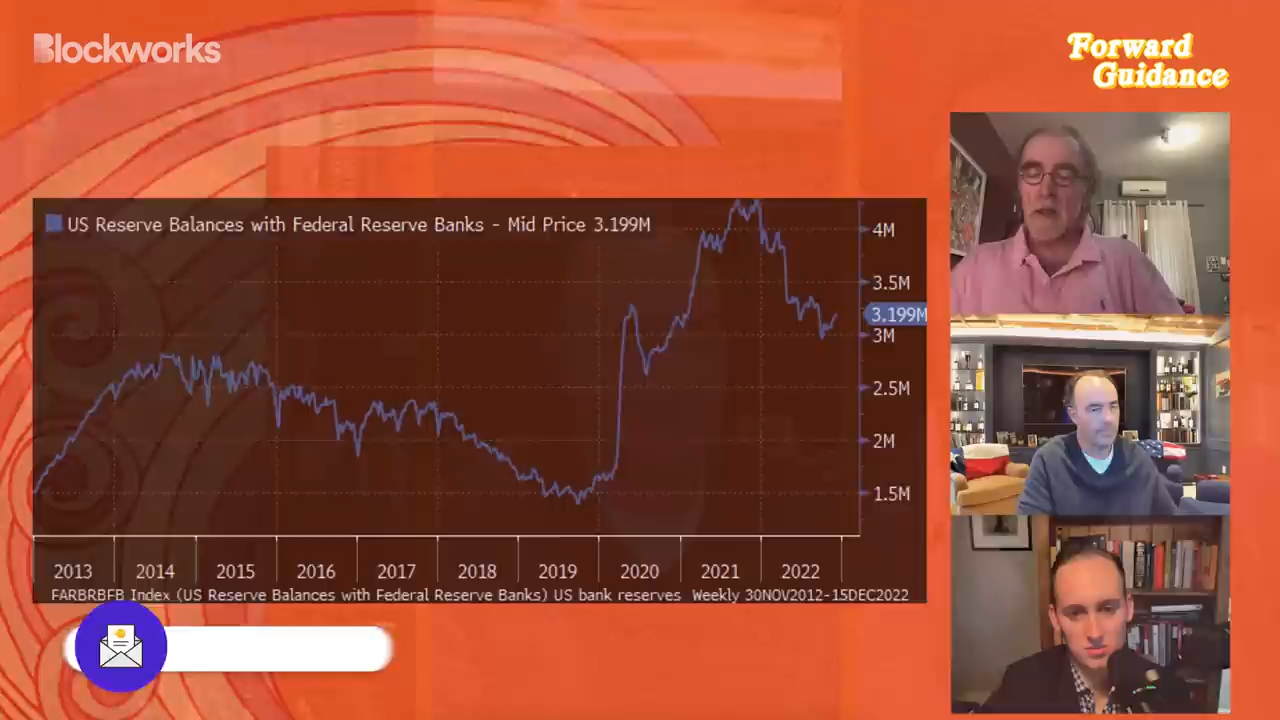 Blockworks
Forward
Guidance
US Reserve Balances with Federal Reserve Banks - Mid Price 3.199M
4M
3.5M
3.199M
3M
2.5M
2M
1.5M
2013 2014 2015 2016 2017 2018 2019 2020 2021 2022
FARBRBFB Index (US Reserve Balances with Federal Reserve Banks) US bank reserves Weekly 30NOV2012-15DEC2022